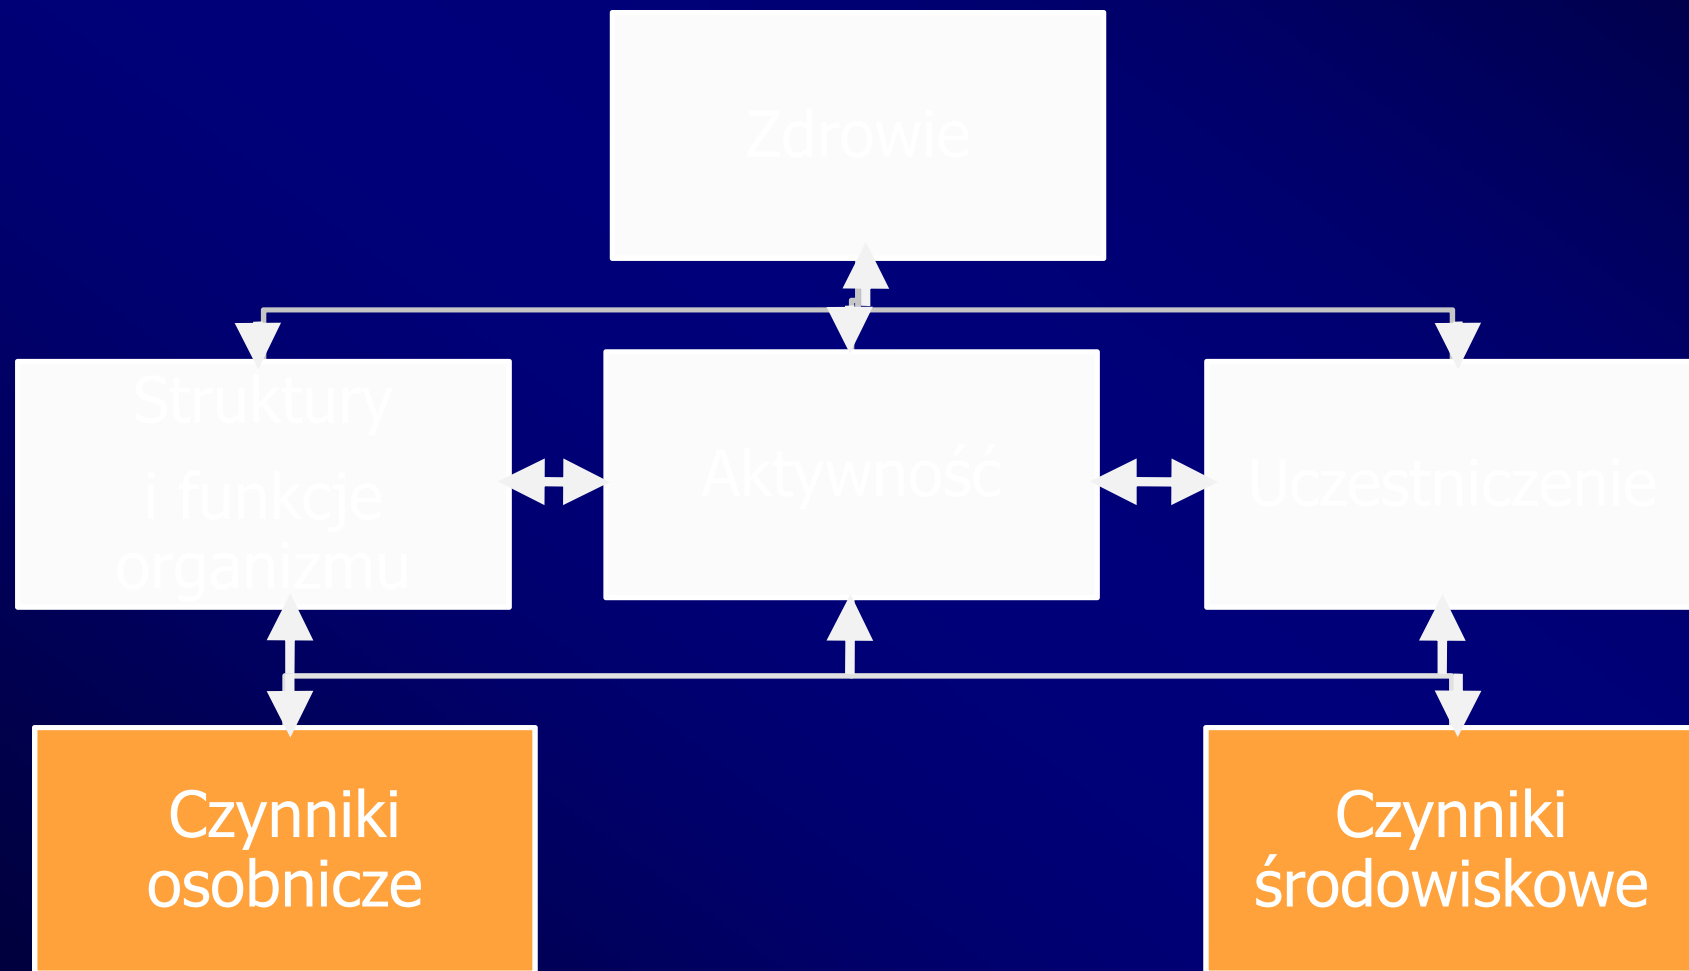 Zdrowie
Struktury
i funkcje
organizmu
Aktywność
Uczestniczenie
Czynniki
osobnicze
Czynniki
środowiskowe